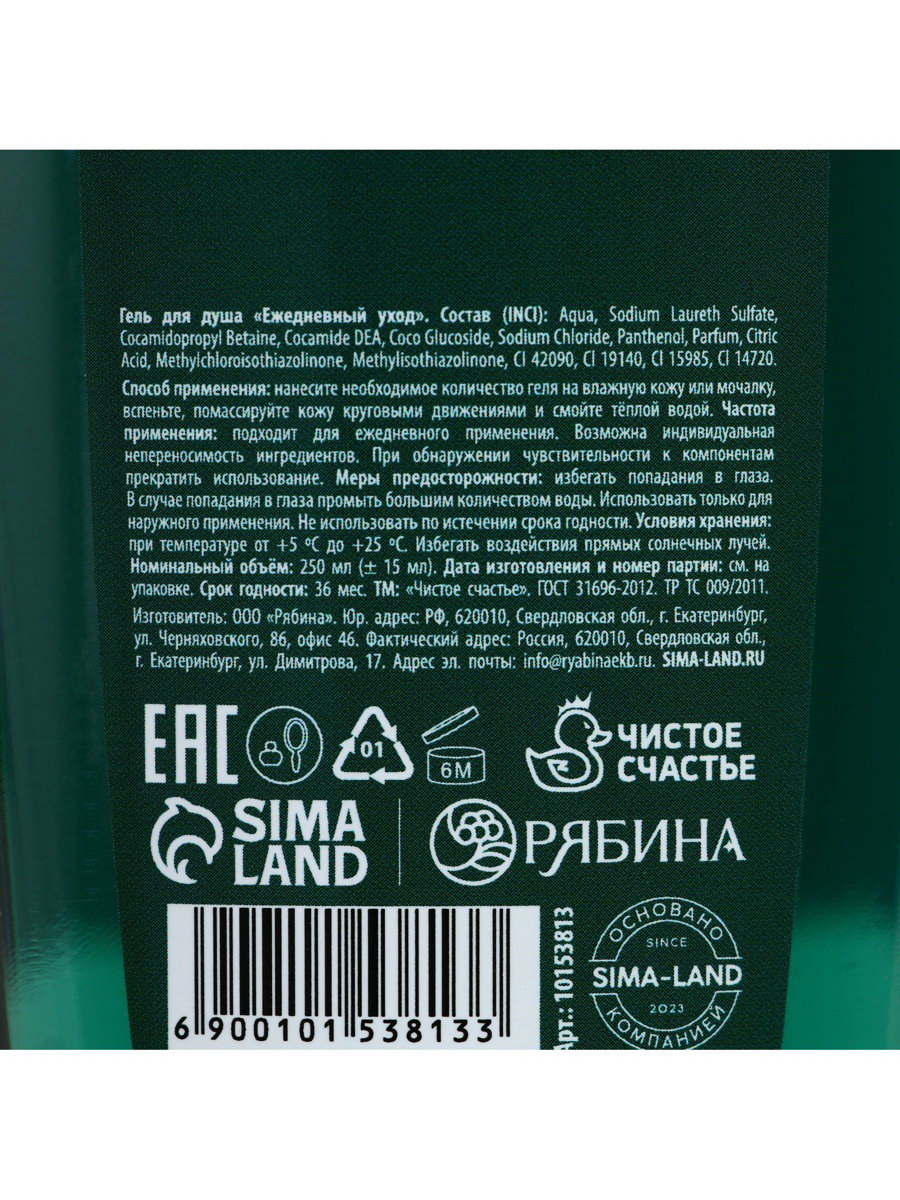 Гель для душа «Ежедневный уход». Состав (INCI): Aqua, Sodium Laureth Sulfate,
Cocamidopropyl Betaine, Cocamide DEA, Coco Glucoside, Sodium Chloride, Panthenol, Parfum, Citric
Acid, Methylchloroisothiazolinone, Methylisothiazolinone, CI 42090, CI 19140, CI 15985, CI 14720.
Способ применения: нанесите необходимое количество геля на влажную кожу или мочалку,
вспеньте, помассируйте кожу круговыми движениями и смойте тёплой водой. Частота
применения: подходит для ежедневного применения. Возможна индивидуальная
непереносимость ингредиентов. При обнаружении чувствительности к компонентам
прекратить использование. Меры предосторожности: избегать попадания в глаза.
В случае попадания в глаза промыть большим количеством воды. Использовать только для
наружного применения. Не использовать по истечении срока годности. Условия хранения:
при температуре от +5 °С до +25 °С. Избегать воздействия прямых солнечных лучей.
Номинальный объём: 250 мл (± 15 мл). Дата изготовления и номер партии: см. на
упаковке. Срок годности: 36 мес. ТМ: «Чистое счастье». ГОСТ 31696-2012. ТР ТС 009/2011.
Изготовитель: ООО «Рябина». Юр. адрес: РФ, 620010, Свердловская обл., г. Екатеринбург,
ул. Черняховского, 86, офис 46. Фактический адрес: Россия, 620010, Свердловская обл.,
г. Екатеринбург, ул. Димитрова, 17. Адрес эл. почты: info@ryabinaekb.ru. SIMA-LAND.RU
EAC
01
6M
ЧИСТОЕ
СЧАСТЬЕ
SIMA
LAND
РЯБИНА
6 900101 538133
Арт.: 10153813
ОСНОВАНО
SINCE
SIMA-LAND
2023
КОМПАНИЕЙ